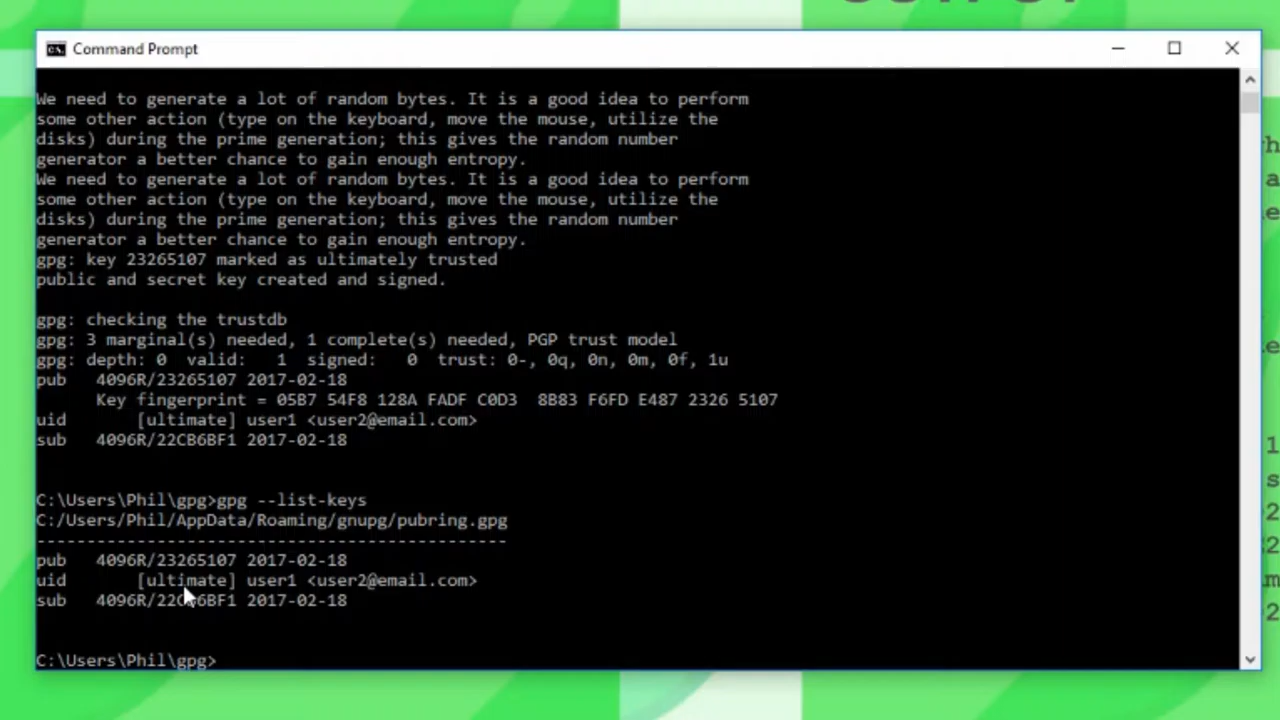 Command Prompt
We need to generate a lot of random bytes. It is a good idea to perform
some other action (type on the keyboard, move the mouse, utilize the
disks) during the prime generation; this gives the random number
generator a better chance to gain enough entropy.
We need to generate a lot of random bytes. It is a good idea to perform
some other action (type on the keyboard, move the mouse, utilize the
disks) during the prime generation; this gives the random number
generator a better chance to gain enough entropy.
gpg: key 23265107 marked as ultimately trusted
public and secret key created and signed.
gpg: checking the trustdb
gpg: 3 marginal(s) needed, 1 complete(s) needed, PGP trust model
gpg: depth: 0 valid: 1 signed: 0 trust: 0-, 0q, 0n, 0m, 0f, 1u
pub 4096R/23265107 2017-02-18
Key fingerprint = 05B7 54F8 128A FADF C0D3 8B83 F6FD E487 2326 5107
uid [ultimate] user1 <user2@email.com>
sub 4096R/22CB6BF1 2017-02-18
C:\Users\Phil\gpg>gpg --list-keys
C:/Users/Phil/AppData/Roaming/gnupg/pubring.gpg
-----------------------------------------------
pub 4096R/23265107 2017-02-18
uid [ultimate] user1 <user2@email.com>
sub 4096R/22CB6BF1 2017-02-18
C:\Users\Phil\gpg>